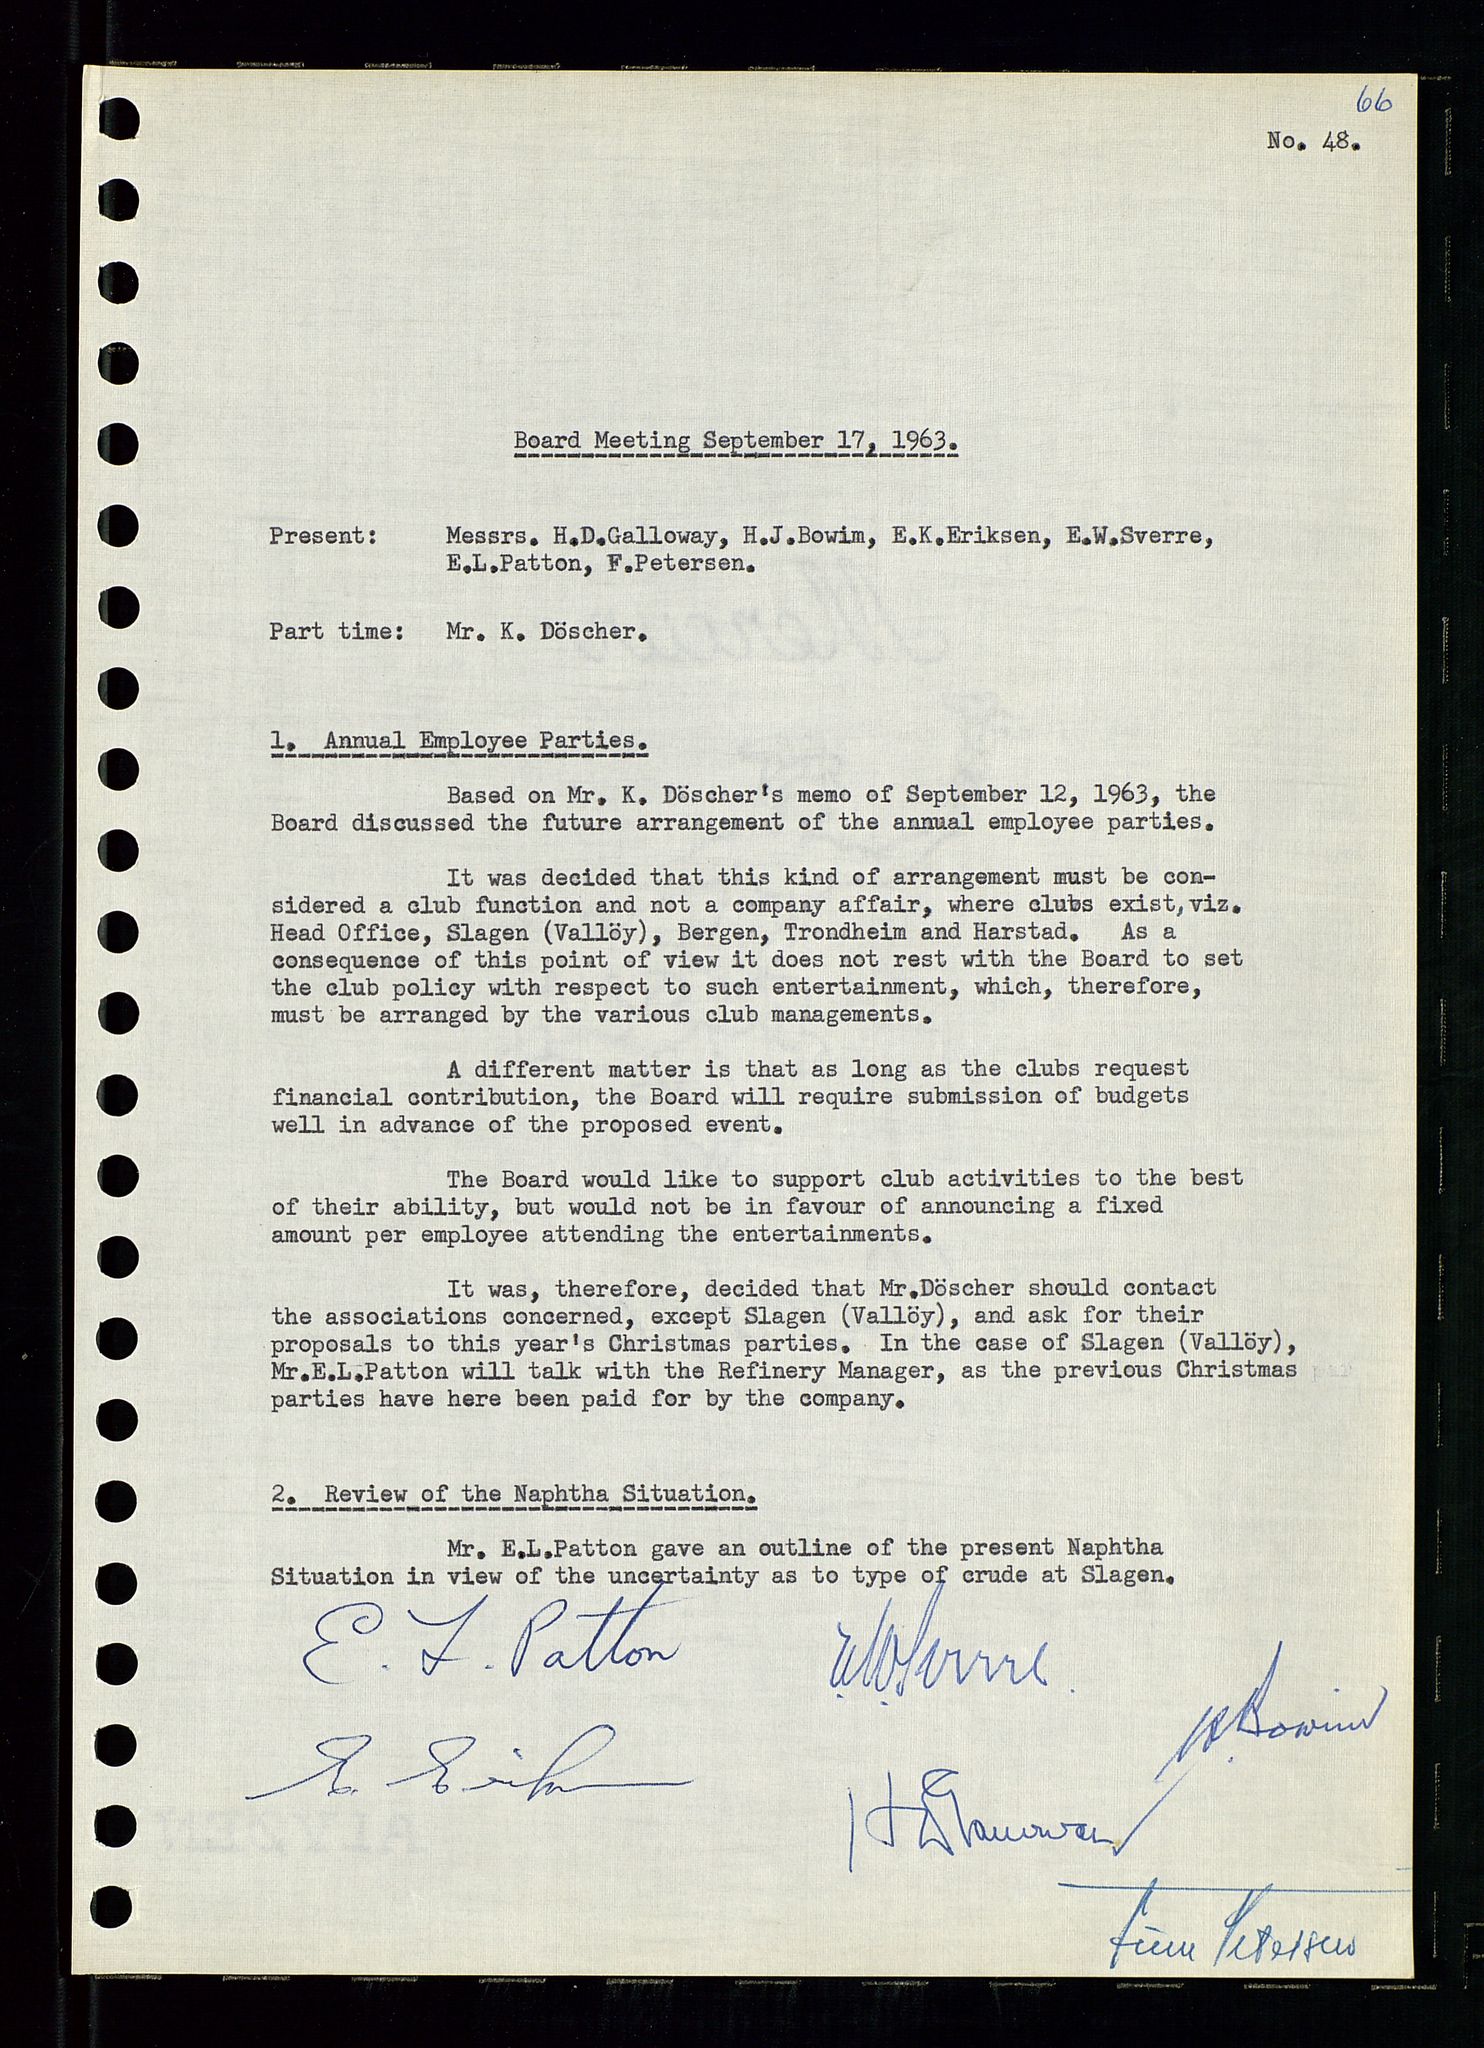 66
No. 48.
Board Meeting September 17, 1963.
Present: Messrs. H.D.Galloway, H.J.Bowim, E.K.Eriksen, E.W.Sverre,
E.L.Patton, F.Petersen.
Part time: Mr. K. Döscher.
1. Annual Employee Parties.
Based on Mr. K. Döscher's memo of September 12, 1963, the
Board discussed the future arrangement of the annual employee parties.
It was decided that this kind of arrangement must be con-
sidered a club function and not a company affair, where clubs exist, viz.
Head Office, Slagen (Vallöy), Bergen, Trondheim and Harstad. As a
consequence of this point of view it does not rest with the Board to set
the club policy with respect to such entertainment, which, therefore,
must be arranged by the various club managements.
A different matter is that as long as the clubs request
financial contribution, the Board will require submission of budgets
well in advance of the proposed event.
The Board would like to support club activities to the best
of their ability, but would not be in favour of announcing a fixed
amount per employee attending the entertainments.
It was, therefore, decided that Mr.Döscher should contact
the associations concerned, except Slagen (Vallöy), and ask for their
proposals to this year's Christmas parties. In the case of Slagen (Vallöy),
Mr.E.L.Patton will talk with the Refinery Manager, as the previous Christmas
parties have here been paid for by the company.
2. Review of the Naphtha Situation.
Mr. E.L.Patton gave an outline of the present Naphtha
Situation in view of the uncertainty as to type of crude at Slagen.
E. L. Patton
E.W.Sverre.
Bowim
E. Eriksen
H D Galloway
Finn Petersen